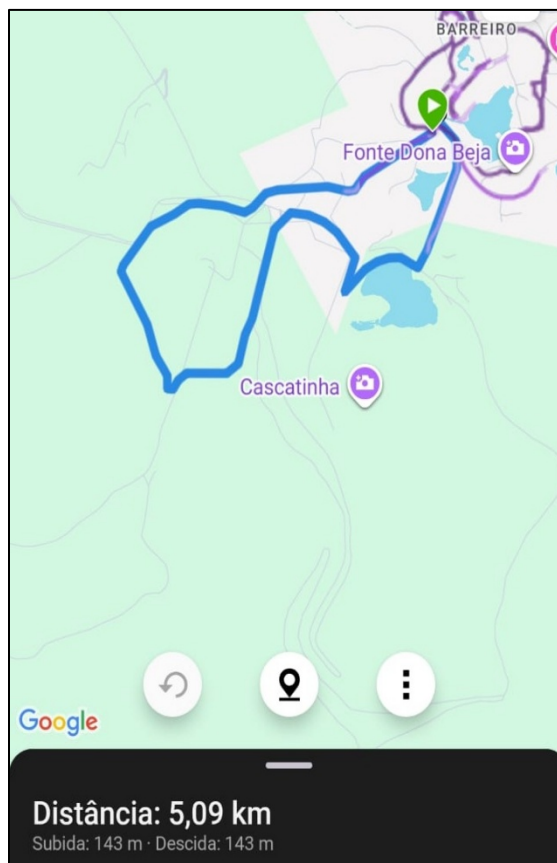 BARREIRO
Fonte Dona Beja
Cascatinha
Google
Distância: 5,09 km
Subida: 143 m · Descida: 143 m